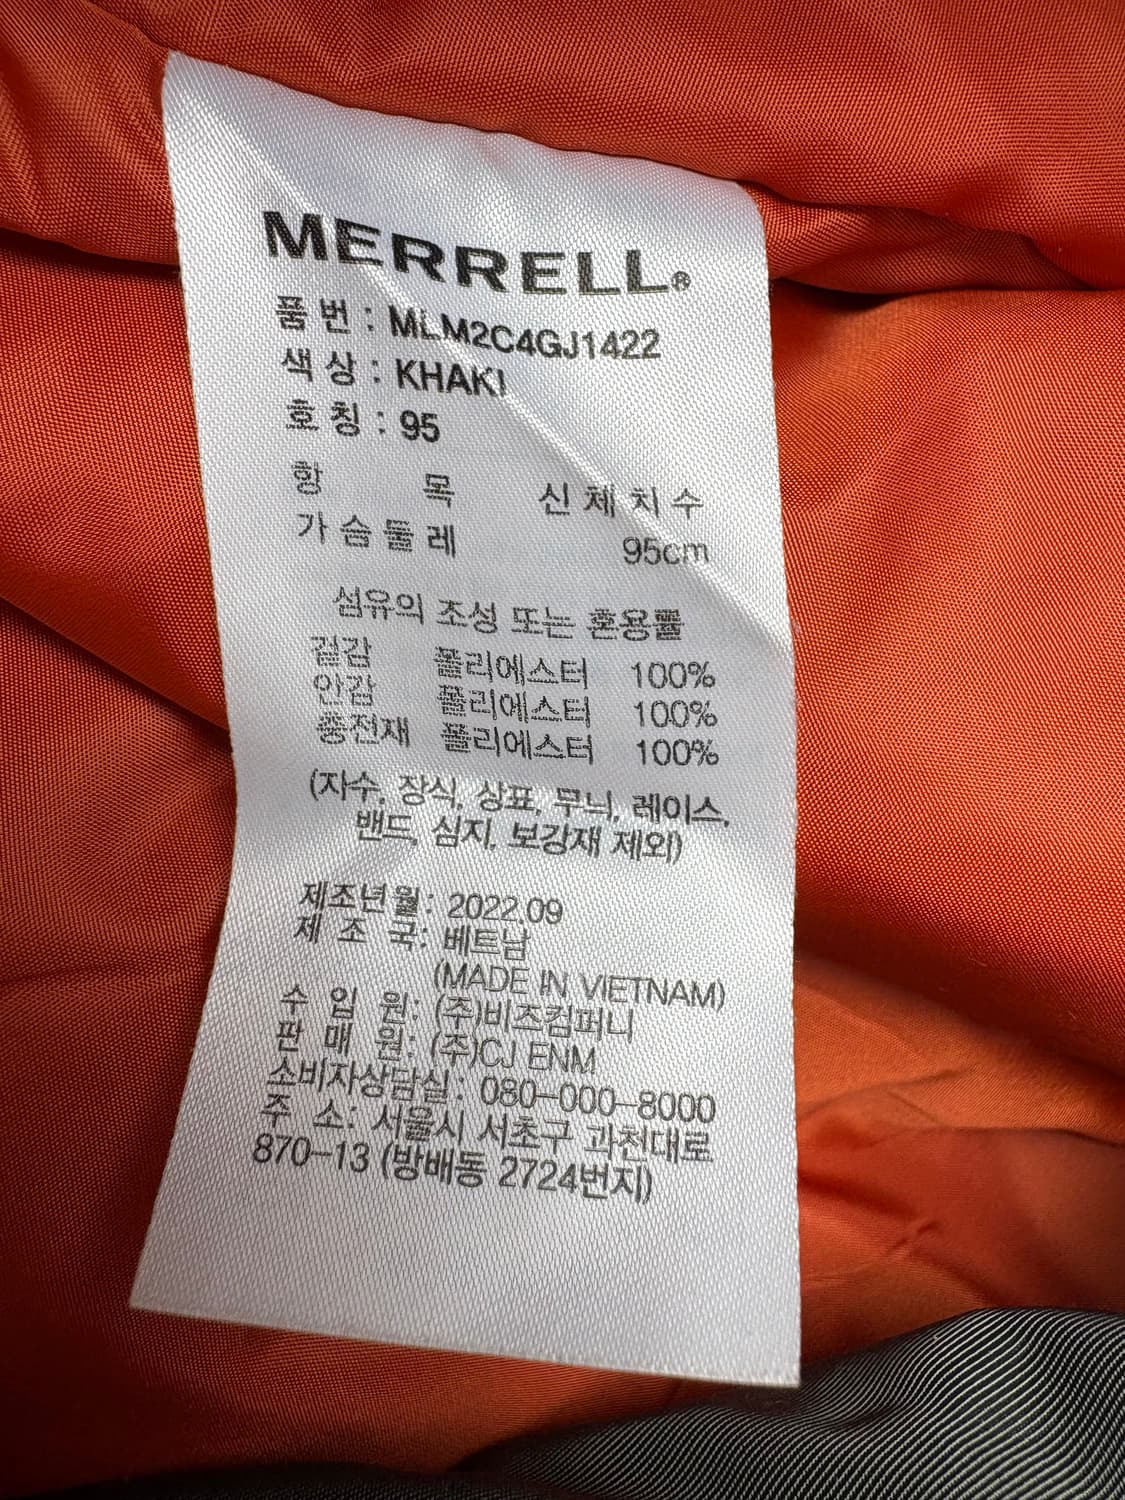 MERRELL®
품 번 : MLM2C4GJ1422
색 상 : KHAKI
호 칭 : 95
항 목 신체치수
가슴둘레 95cm
섬유의 조성 또는 혼용률
겉감 폴리에스터 100%
안감 폴리에스터 100%
충전재 폴리에스터 100%
(자수, 장식, 상표, 무늬, 레이스,
밴드, 심지, 보강재 제외)
제조년월: 2022.09
제 조 국: 베트남
(MADE IN VIETNAM)
수 입 원: (주)비즈컴퍼니
판 매 원: (주)CJ ENM
소비자상담실: 080-000-8000
주 소: 서울시 서초구 과천대로
870-13 (방배동 2724번지)